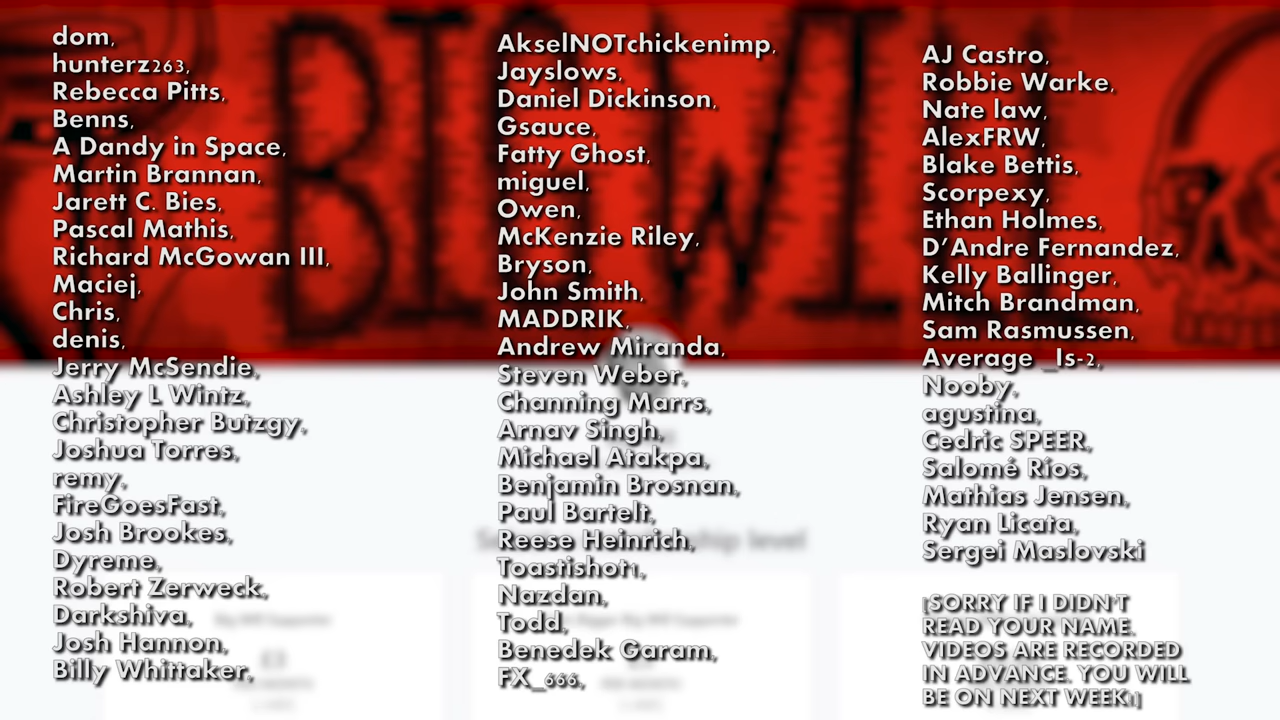 BIG WI
dom,
hunterz263,
Rebecca Pitts,
Benns,
A Dandy in Space,
Martin Brannan,
Jarett C. Bies,
Pascal Mathis,
Richard McGowan III,
Maciej,
Chris,
denis,
Jerry McSendie,
Ashley L Wintz,
Christopher Butzgy,
Joshua Torres,
remy,
FireGoesFast,
Josh Brookes,
Dyreme,
Robert Zerweck,
Darkshiva,
Josh Hannon,
Billy Whittaker,
AkselNOTchickenimp,
Jayslows,
Daniel Dickinson,
Gsauce,
Fatty Ghost,
miguel,
Owen,
McKenzie Riley,
Bryson,
John Smith,
MADDRIK,
Andrew Miranda,
Steven Weber,
Channing Marrs,
Arnav Singh,
Michael Atakpa,
Benjamin Brosnan,
Paul Bartelt,
Reese Heinrich,
Toastishot1,
Nazdan,
Todd,
Benedek Garam,
FX_666,
AJ Castro,
Robbie Warke,
Nate law,
AlexFRW,
Blake Bettis,
Scorpexy,
Ethan Holmes,
D’Andre Fernandez,
Kelly Ballinger,
Mitch Brandman,
Sam Rasmussen,
Average _Is-2,
Nooby,
agustina,
Cedric SPEER,
Salomé Ríos,
Mathias Jensen,
Ryan Licata,
Sergei Maslovski
[SORRY IF I DIDN'T
READ YOUR NAME.
VIDEOS ARE RECORDED
IN ADVANCE. YOU WILL
BE ON NEXT WEEK!]